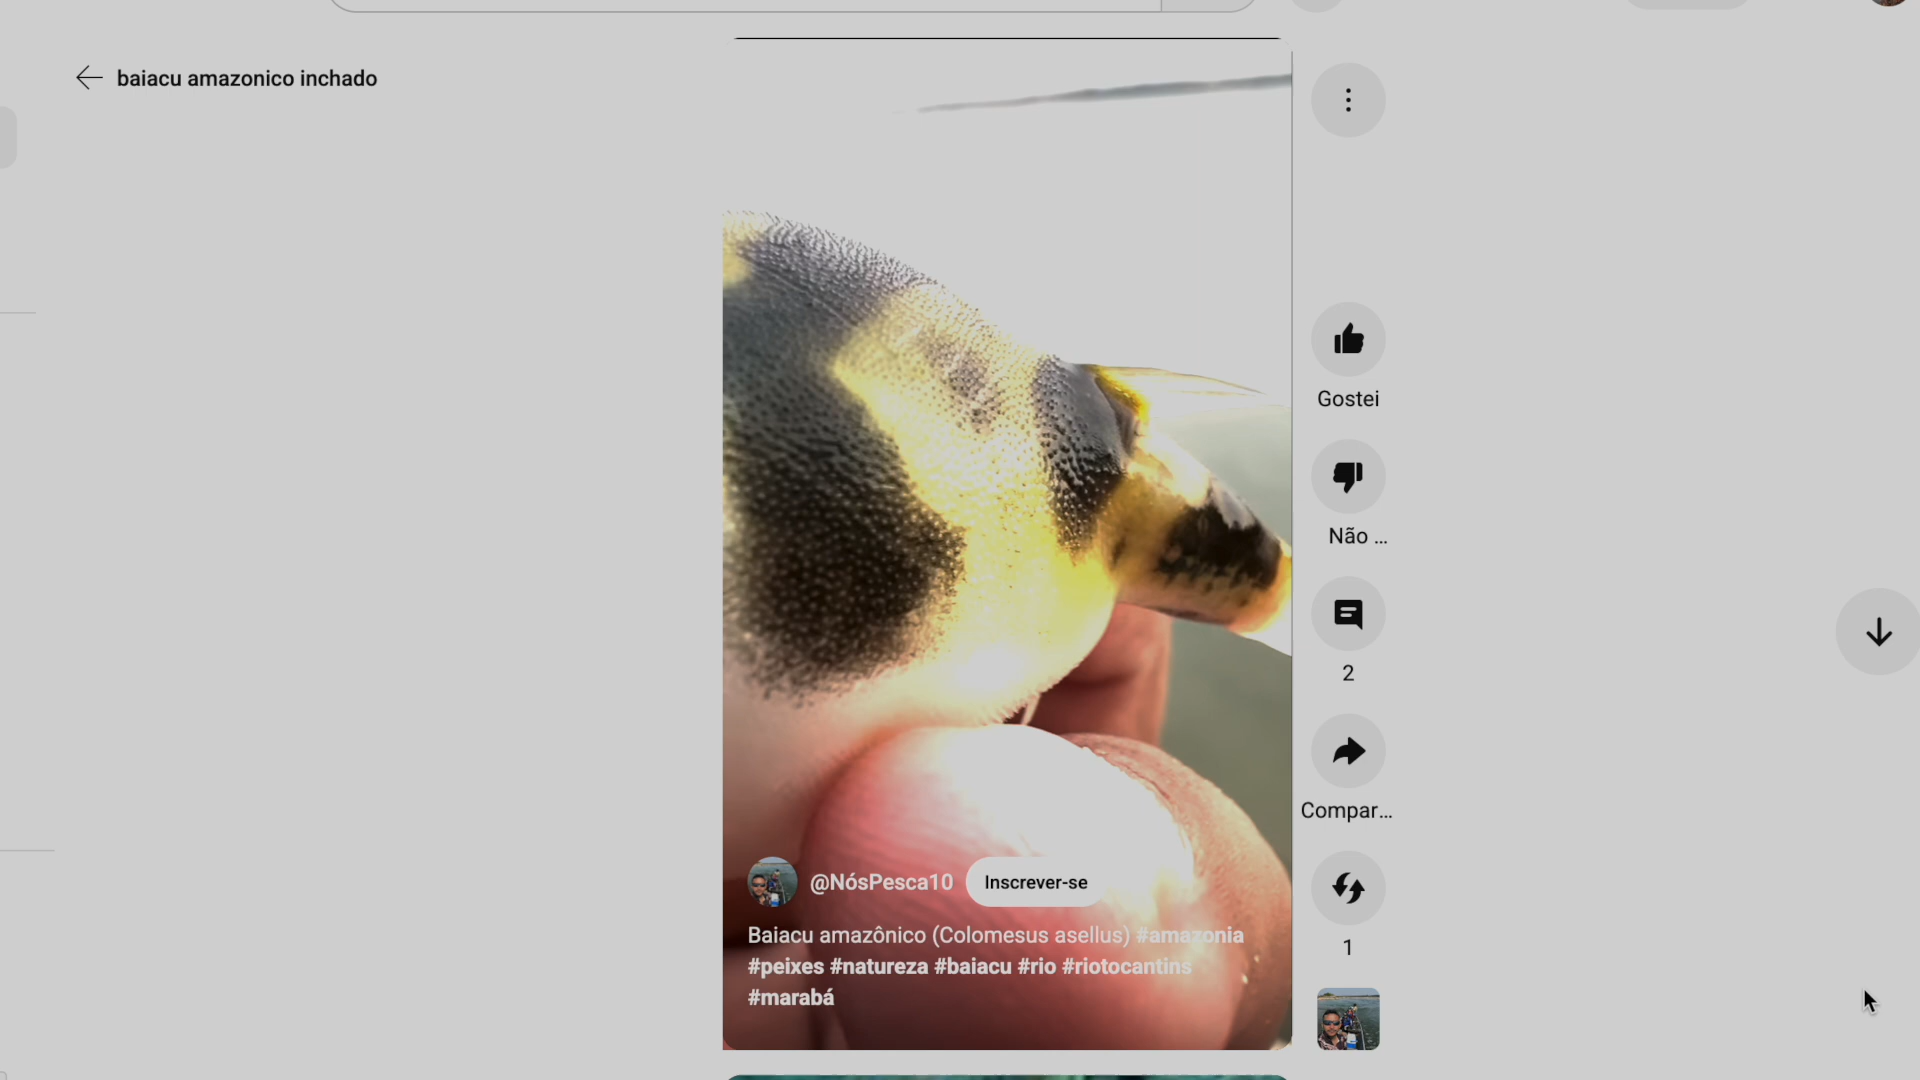 baiacu amazonico inchado
Gostei
Não ...
2
Compar...
1
@NósPesca10 Inscrever-se
Baiacu amazônico (Colomesus asellus) #amazonia
#peixes #natureza #baiacu #rio #riotocantins
#marabá